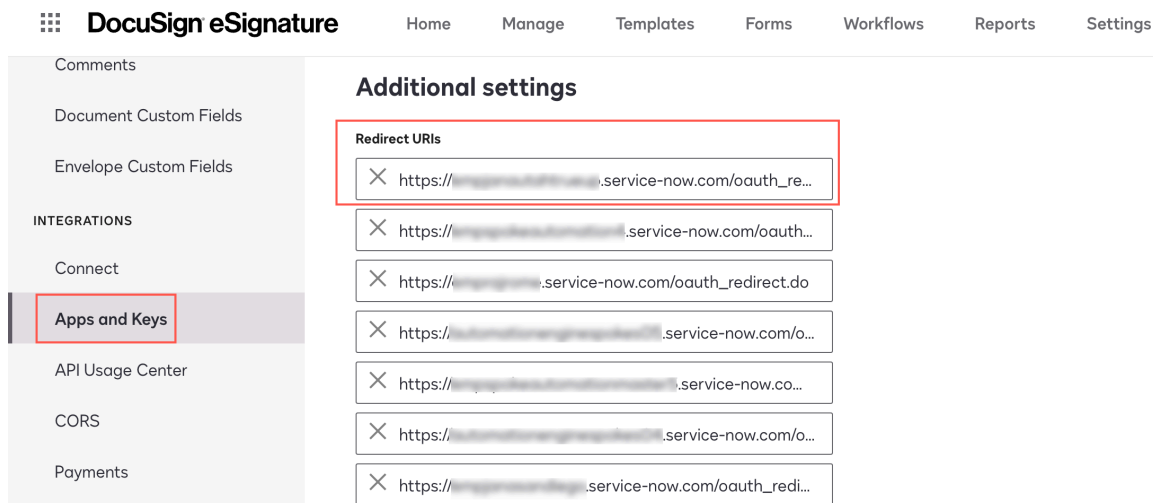 DocuSign eSignature
Home
Manage
Templates
Forms
Workflows
Reports
Settings
Comments
Document Custom Fields
Envelope Custom Fields
INTEGRATIONS
Connect
Apps and Keys
API Usage Center
CORS
Payments
Additional settings
Redirect URIs
https:// .service-now.com/oauth_re...
https:// .service-now.com/oauth...
https:// .service-now.com/oauth_redirect.do
https:// .service-now.com/o...
https:// .service-now.co...
https:// .service-now.com/o...
https:// .service-now.com/oauth_redi...